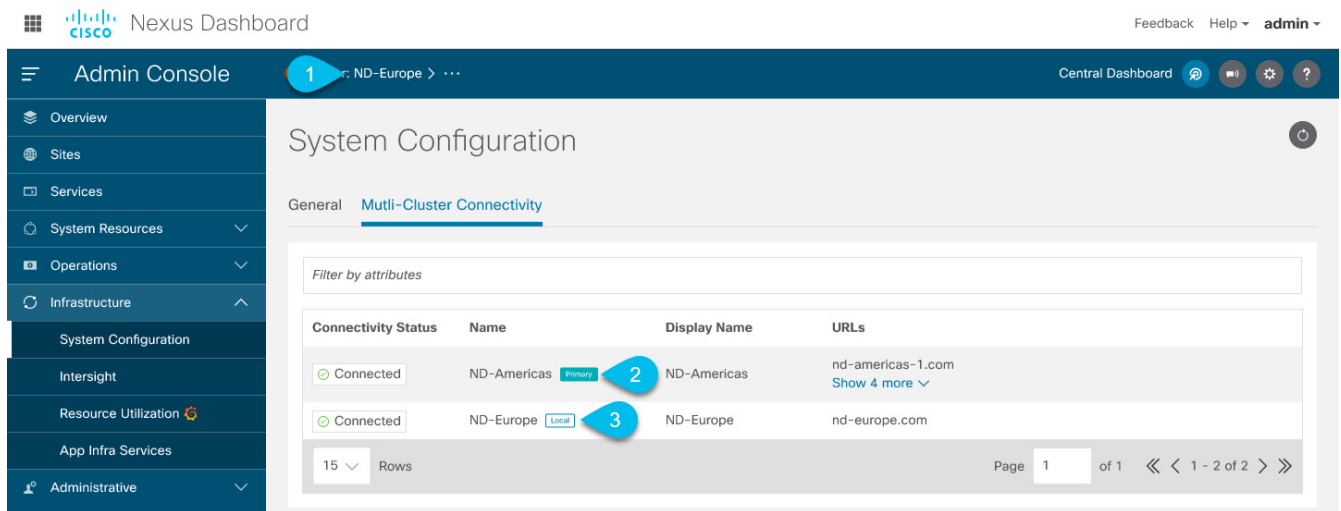 CISCO Nexus Dashboard Feedback Help admin
Admin Console 1 r: ND-Europe > ··· Central Dashboard ?
Overview
Sites
Services
System Resources
Operations
Infrastructure
System Configuration
Intersight
Resource Utilization
App Infra Services
Administrative
System Configuration
General Mutli-Cluster Connectivity
Filter by attributes
Connectivity Status Name Display Name URLs
Connected ND-Americas Primary 2 ND-Americas nd-americas-1.com
Show 4 more
Connected ND-Europe Local 3 ND-Europe nd-europe.com
15 Rows Page 1 of 1 1 - 2 of 2